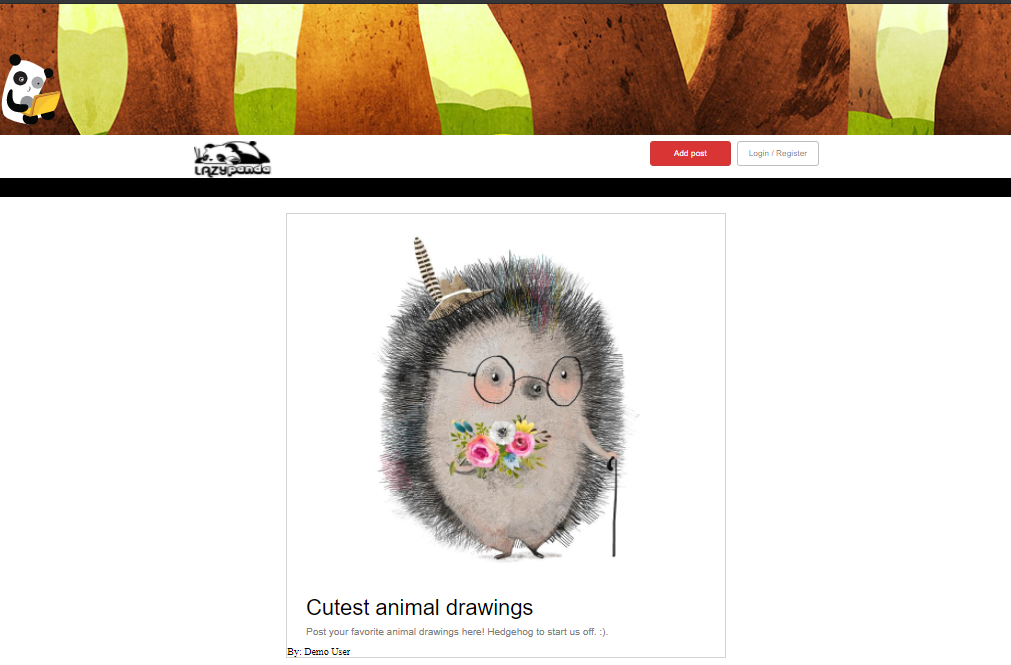 LAZYpanda
Add post
Login / Register
Cutest animal drawings
Post your favorite animal drawings here! Hedgehog to start us off. :).
By: Demo User